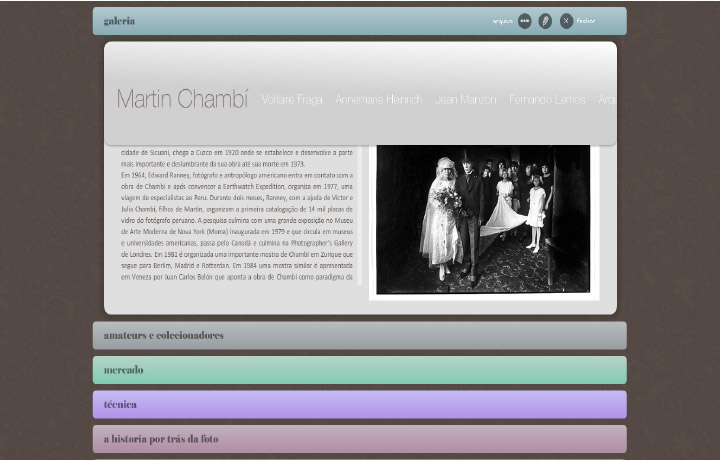 galeria
arquivo
fechar
Martin Chambí Voltaire Fraga Annemarie Heinrich Jean Manzon Fernando Lemos Arq
cidade de Sicuani, chega a Cuzco em 1920 onde se estabelece e desenvolve a parte
mais importante e deslumbrante da sua obra até sua morte em 1973.
Em 1964, Edward Ranney, fotógrafo e antropólogo americano entra em contato com a
obra de Chambi e após convencer a Earthwatch Expedition, organiza em 1977, uma
viagem de especialistas ao Peru. Durante dois meses, Ranney, com a ajuda de Victor e
Julia Chambi, filhos de Martín, organizam a primeira catalogação de 14 mil placas de
vidro do fotógrafo peruano. A pesquisa culmina com uma grande exposição no Museu
de Arte Moderna de Nova York (Moma) inaugurada em 1979 e que circula em museus
e universidades americanas, passa pelo Canadá e culmina na Photographer's Gallery
de Londres. Em 1981 é organizada uma importante mostra de Chambi em Zurique que
segue para Berlim, Madrid e Rotterdan. Em 1984 uma mostra similar é apresentada
em Veneza por Juan Carlos Belón que aponta a obra de Chambi como paradigma da
amateurs e colecionadores
mercado
técnica
a historia por trás da foto